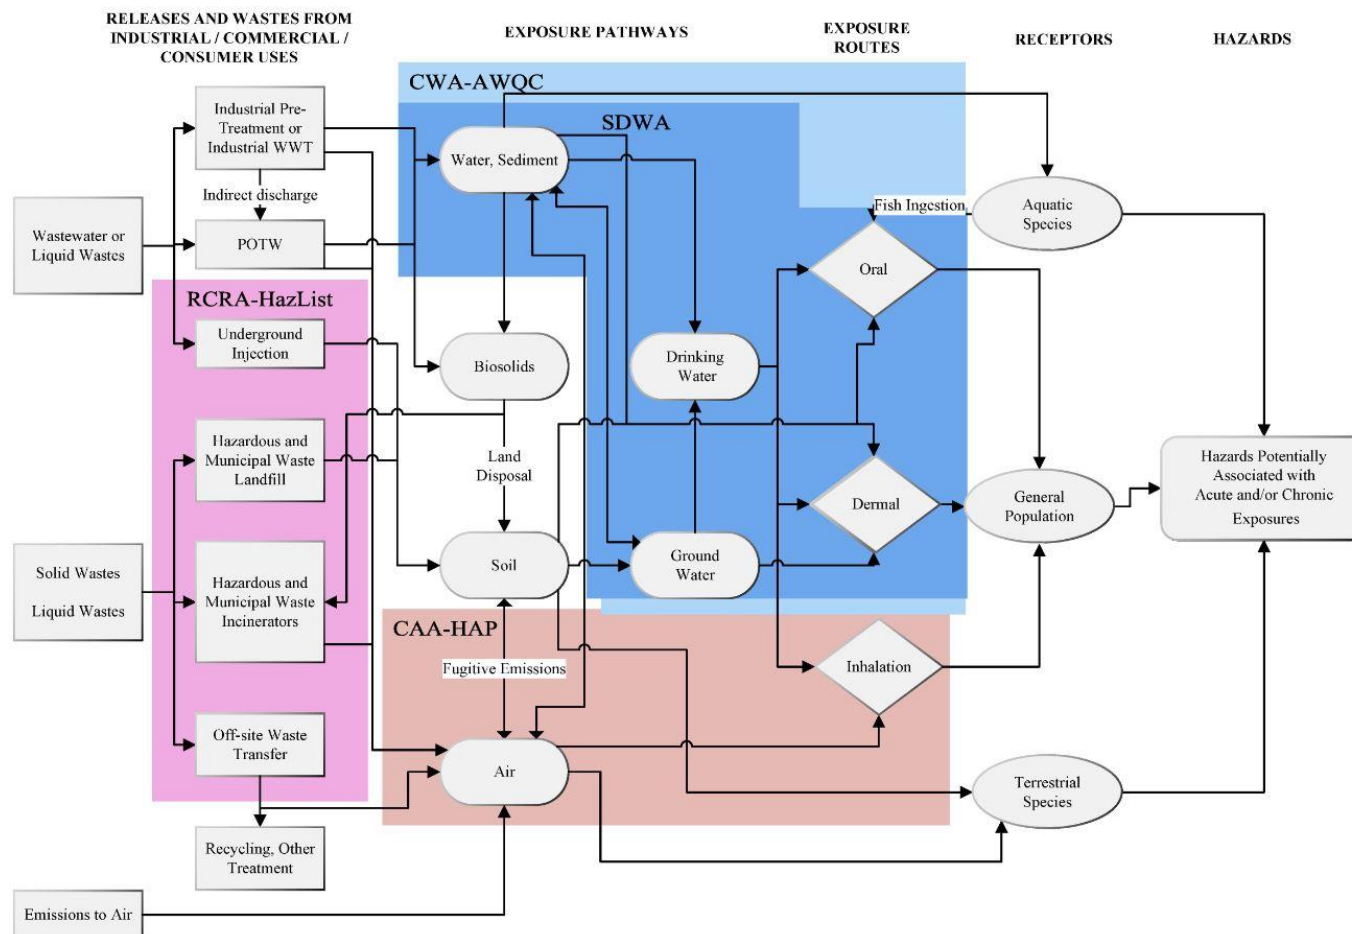 RELEASES AND WASTES FROM
INDUSTRIAL / COMMERCIAL /
CONSUMER USES
EXPOSURE PATHWAYS
EXPOSURE
ROUTES
RECEPTORS
HAZARDS
CWA-AWQC
SDWA
Industrial Pre-
Treatment or
Industrial WWT
Water, Sediment
Indirect discharge
Fish Ingestion
Aquatic
Species
Wastewater or
Liquid Wastes
POTW
Oral
RCRA-HazList
Underground
Injection
Biosolids
Drinking
Water
Hazardous and
Municipal Waste
Landfill
Land
Disposal
Dermal
General
Population
Hazards Potentially
Associated with
Acute and/or Chronic
Exposures
Solid Wastes
Liquid Wastes
Hazardous and
Municipal Waste
Incinerators
Soil
Ground
Water
CAA-HAP
Fugitive Emissions
Inhalation
Off-site Waste
Transfer
Air
Terrestrial
Species
Recycling, Other
Treatment
Emissions to Air